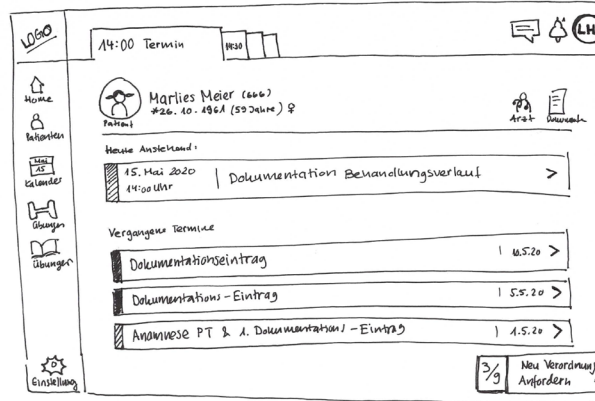 LOGO
14:00 Termin
14:30
LH
Home
Patienten
Mai
15
Kalender
Übungen
Übungen
Einstellung
Patient
Marlies Meier (666)
*26.10.1961 (59 Jahre) ♀
Arzt
Heute Anstehend:
15. Mai 2020
14:00 Uhr
Dokumentation Behandlungsverlauf >
Vergangene Termine
Dokumentationseintrag | 10.5.20 >
Dokumentations-Eintrag | 5.5.20 >
Anamnese PT & 1. Dokumentations-Eintrag | 1.5.20 >
3/9
Neu Verordnung
Anfordern